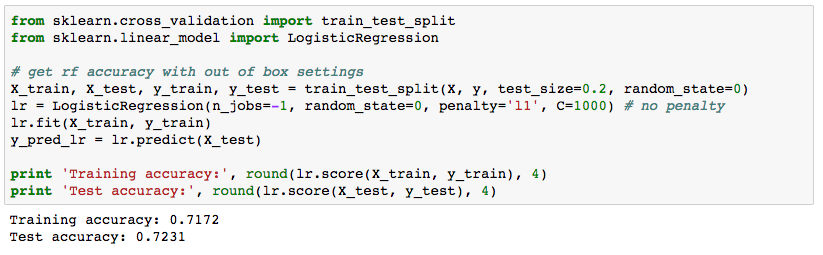 from sklearn.cross_validation import train_test_split
from sklearn.linear_model import LogisticRegression
# get rf accuracy with out of box settings
X_train, X_test, y_train, y_test = train_test_split(X, y, test_size=0.2, random_state=0)
lr = LogisticRegression(n_jobs=-1, random_state=0, penalty='l1', C=1000) # no penalty
lr.fit(X_train, y_train)
y_pred_lr = lr.predict(X_test)
print 'Training accuracy:', round(lr.score(X_train, y_train), 4)
print 'Test accuracy:', round(lr.score(X_test, y_test), 4)
Training accuracy: 0.7172
Test accuracy: 0.7231